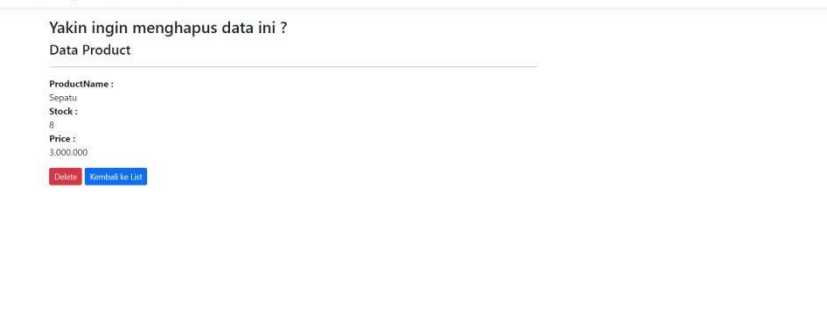 Yakin ingin menghapus data ini ?
Data Product
ProductName :
Sepatu
Stock :
8
Price :
3.000.000
Delete Kembali ke List